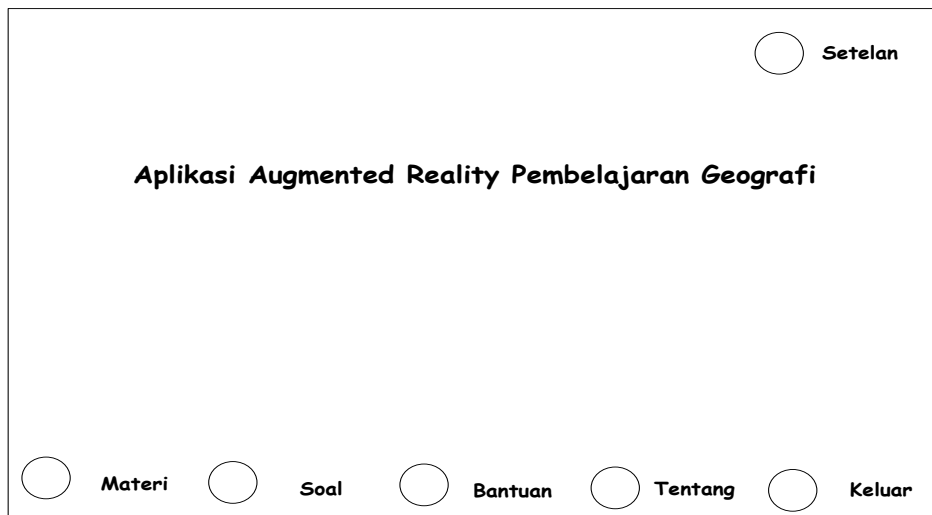 Setelan
Aplikasi Augmented Reality Pembelajaran Geografi
Materi Soal Bantuan Tentang Keluar